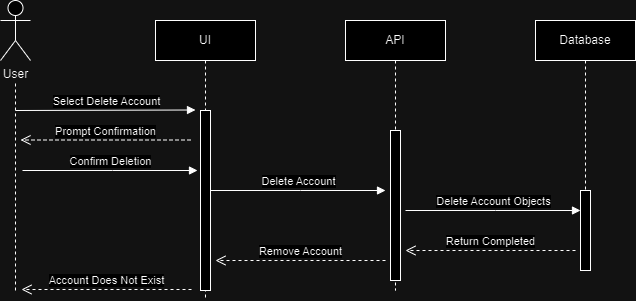 UI
API
Database
User
Select Delete Account
Prompt Confirmation
Confirm Deletion
Delete Account
Delete Account Objects
Return Completed
Remove Account
Account Does Not Exist